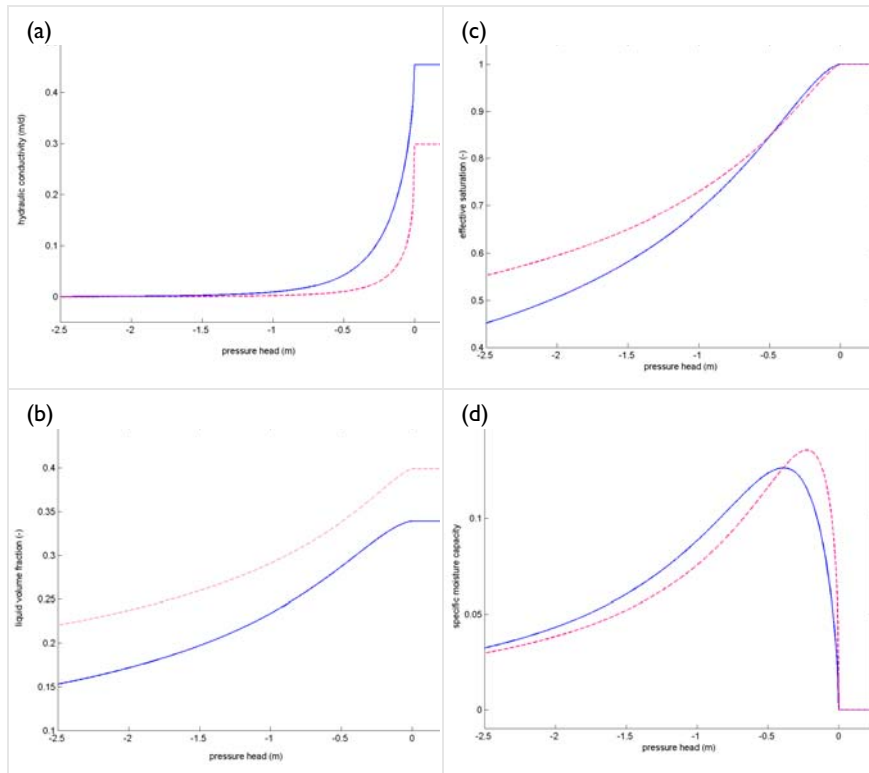 (a)
hydraulic conductivity (m/d)
0.4
0.3
0.2
0.1
0
-2.5 -2 -1.5 -1 -0.5 0
pressure head (m)
(c)
effective saturation (-)
1
0.9
0.8
0.7
0.6
0.5
0.4
-2.5 -2 -1.5 -1 -0.5 0
pressure head (m)
(b)
liquid volume fraction (-)
0.4
0.35
0.3
0.25
0.2
0.15
0.1
-2.5 -2 -1.5 -1 -0.5 0
pressure head (m)
(d)
specific moisture capacity
0.1
0.05
0
-2.5 -2 -1.5 -1 -0.5 0
pressure head (m)